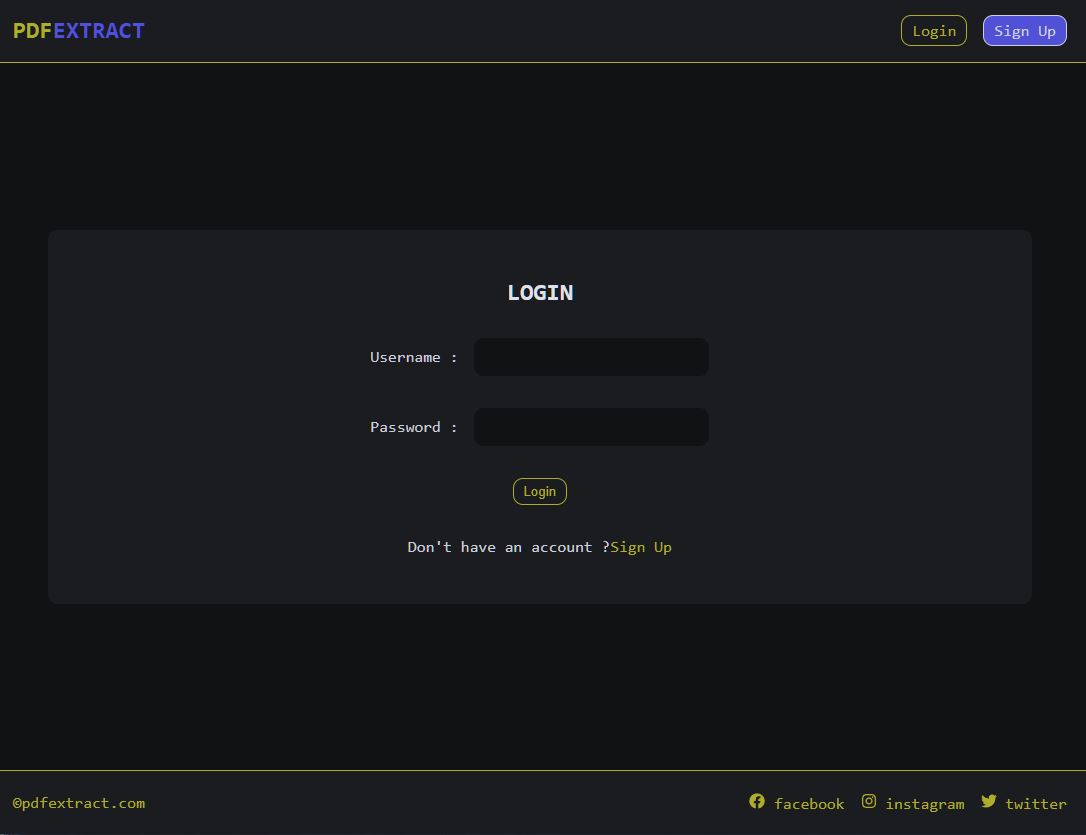 PDFEXTRACT Login Sign Up
LOGIN
Username :
Password :
Login
Don't have an account ?Sign Up
©pdfextract.com facebook instagram twitter